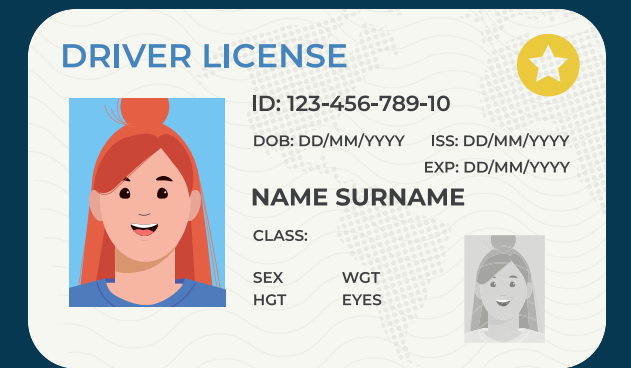 DRIVER LICENSE
ID: 123-456-789-10
DOB: DD/MM/YYYY ISS: DD/MM/YYYY
EXP: DD/MM/YYYY
NAME SURNAME
CLASS:
SEX WGT
HGT EYES